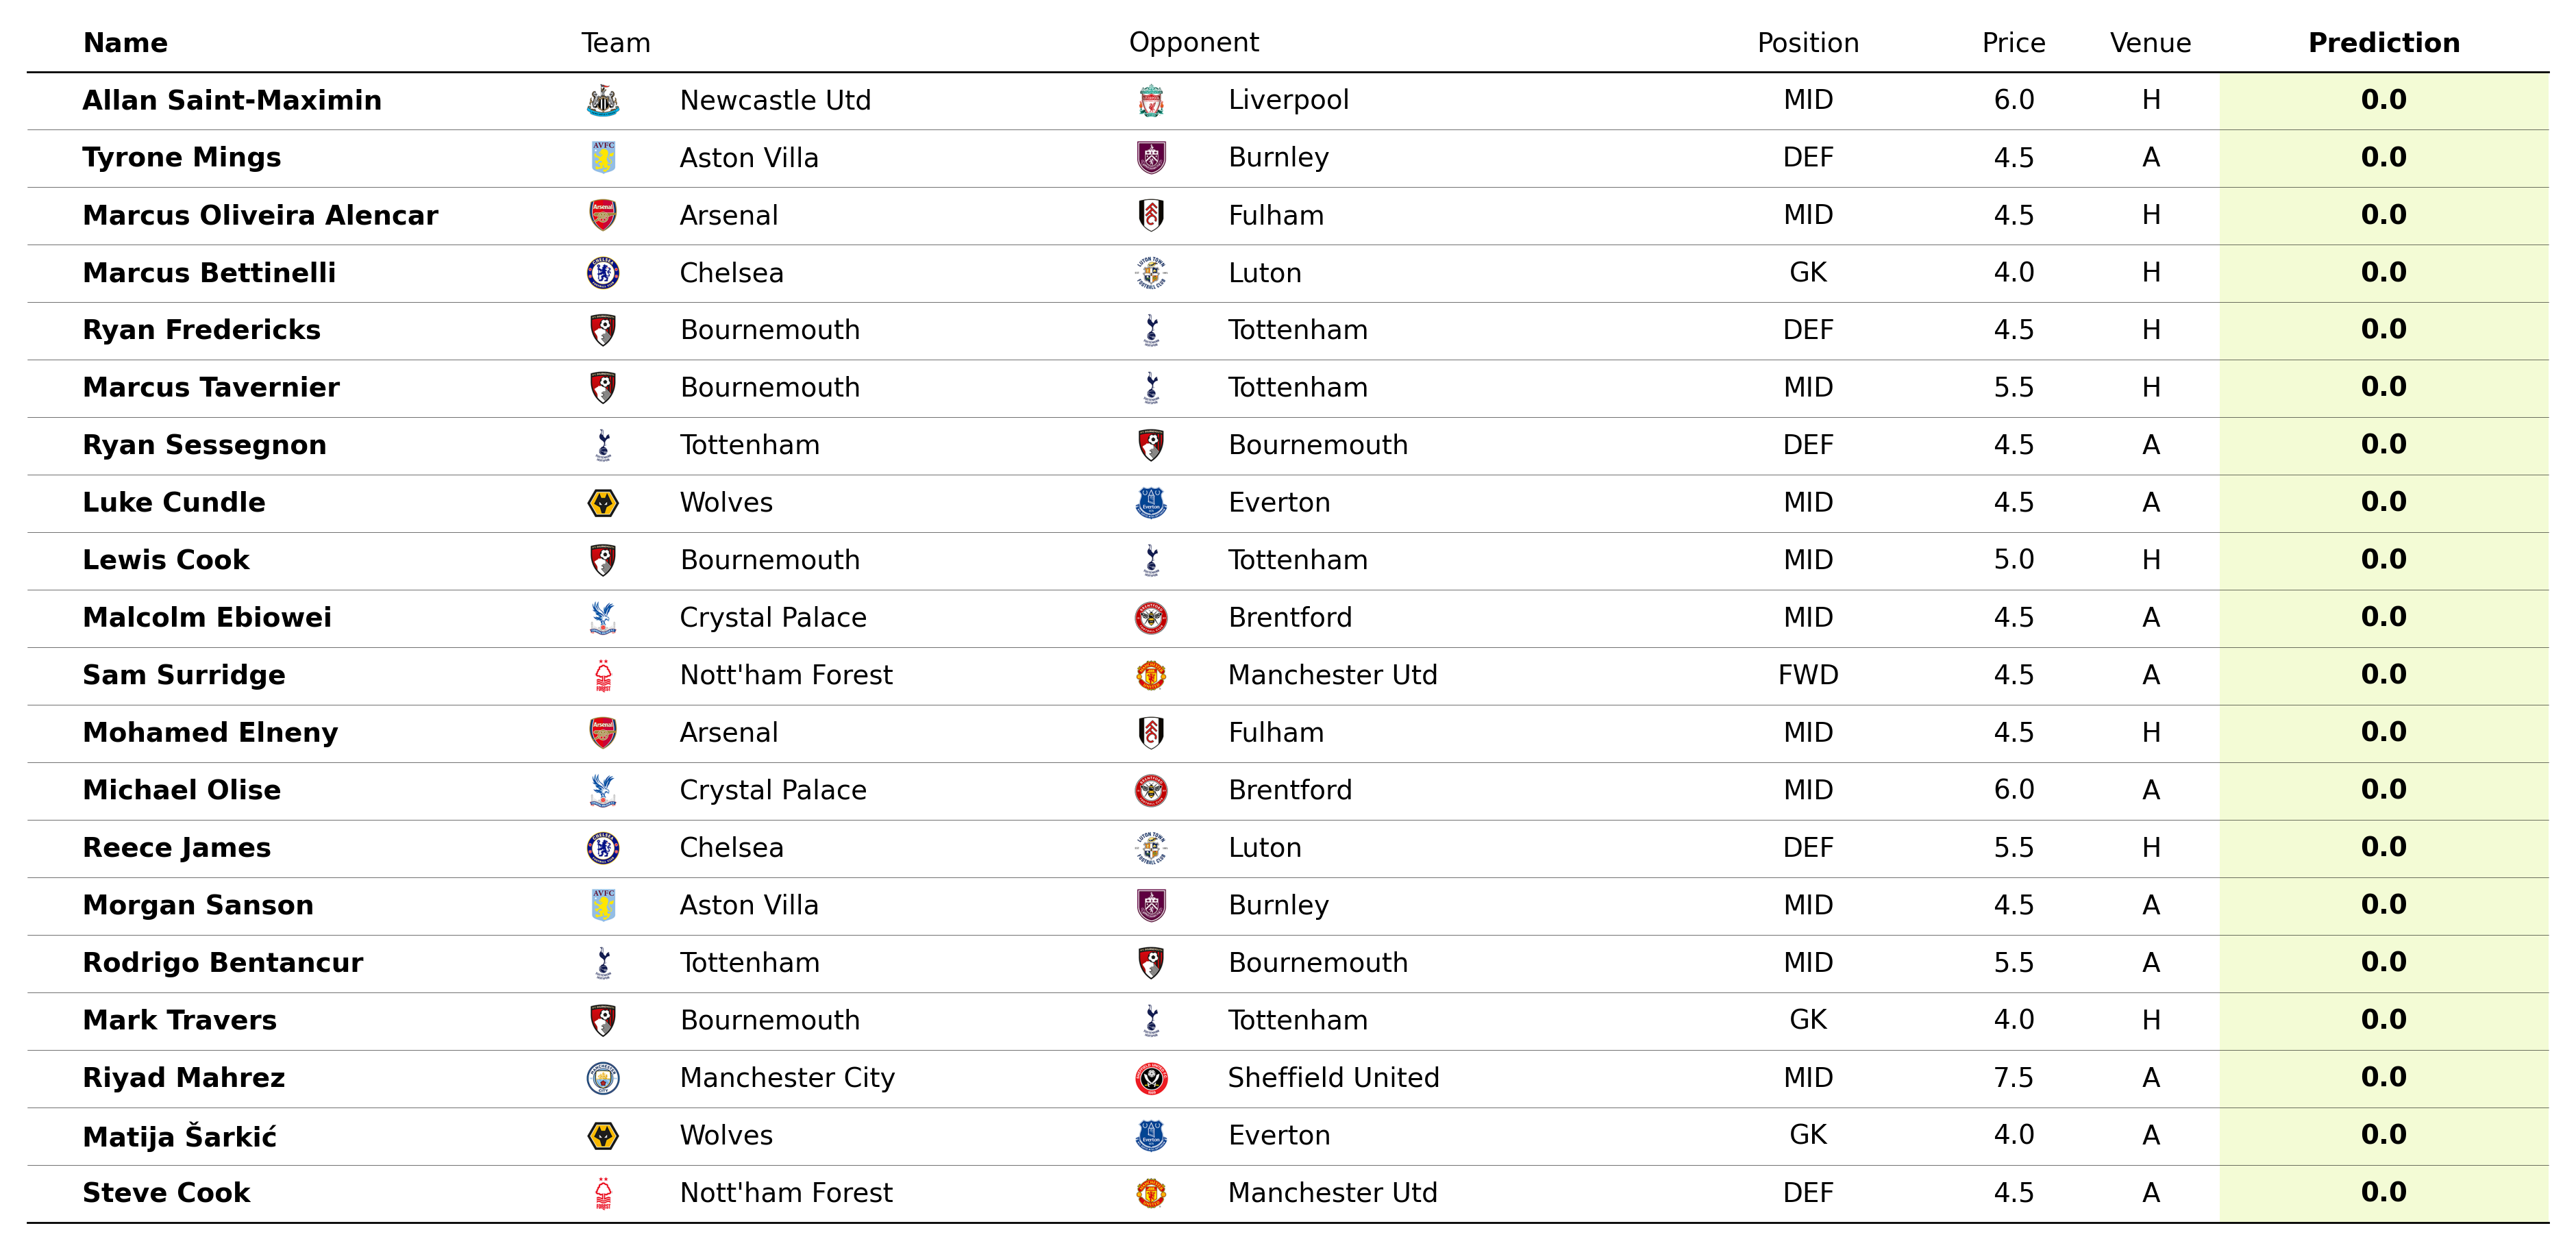 Name Team Opponent Position Price Venue Prediction
Allan Saint-Maximin Newcastle Utd Liverpool MID 6.0 H 0.0
Tyrone Mings Aston Villa Burnley DEF 4.5 A 0.0
Marcus Oliveira Alencar Arsenal Fulham MID 4.5 H 0.0
Marcus Bettinelli Chelsea Luton GK 4.0 H 0.0
Ryan Fredericks Bournemouth Tottenham DEF 4.5 H 0.0
Marcus Tavernier Bournemouth Tottenham MID 5.5 H 0.0
Ryan Sessegnon Tottenham Bournemouth DEF 4.5 A 0.0
Luke Cundle Wolves Everton MID 4.5 A 0.0
Lewis Cook Bournemouth Tottenham MID 5.0 H 0.0
Malcolm Ebiowei Crystal Palace Brentford MID 4.5 A 0.0
Sam Surridge Nott'ham Forest Manchester Utd FWD 4.5 A 0.0
Mohamed Elneny Arsenal Fulham MID 4.5 H 0.0
Michael Olise Crystal Palace Brentford MID 6.0 A 0.0
Reece James Chelsea Luton DEF 5.5 H 0.0
Morgan Sanson Aston Villa Burnley MID 4.5 A 0.0
Rodrigo Bentancur Tottenham Bournemouth MID 5.5 A 0.0
Mark Travers Bournemouth Tottenham GK 4.0 H 0.0
Riyad Mahrez Manchester City Sheffield United MID 7.5 A 0.0
Matija Šarkić Wolves Everton GK 4.0 A 0.0
Steve Cook Nott'ham Forest Manchester Utd DEF 4.5 A 0.0